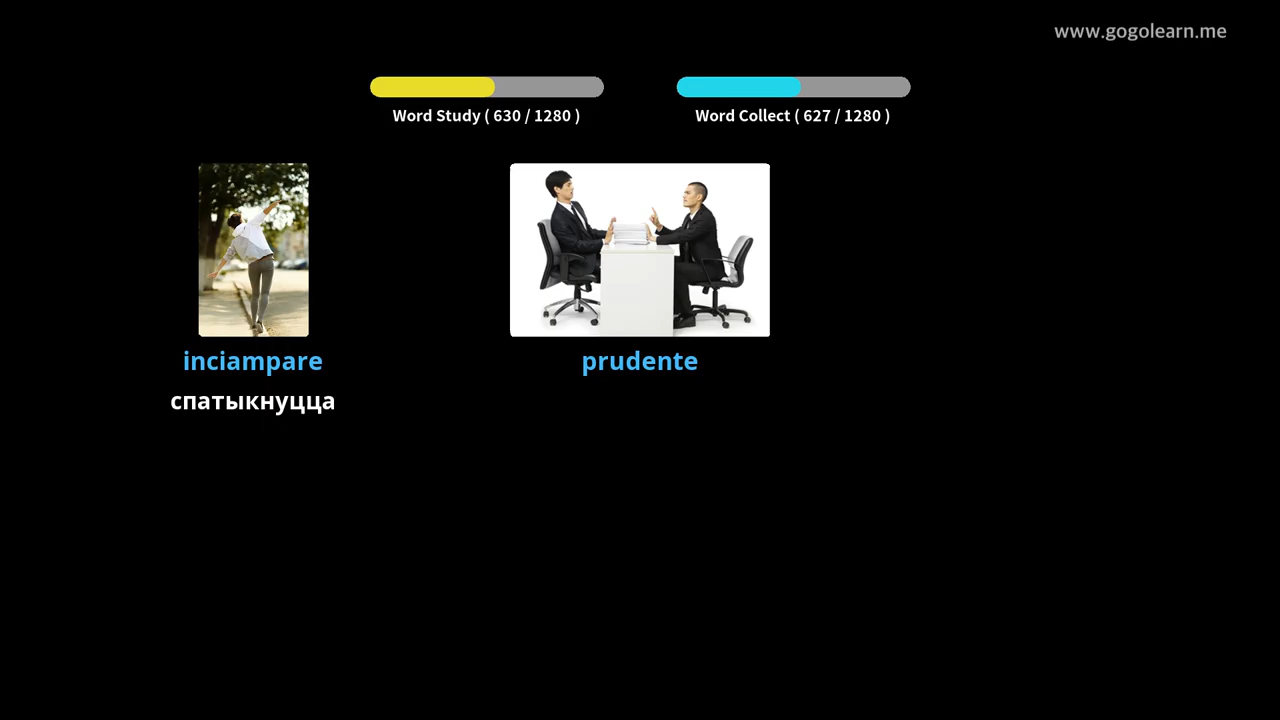 www.gogolearn.me
Word Study ( 630 / 1280 )
Word Collect ( 627 / 1280 )
inciampare
prudente
спатыкнуцца